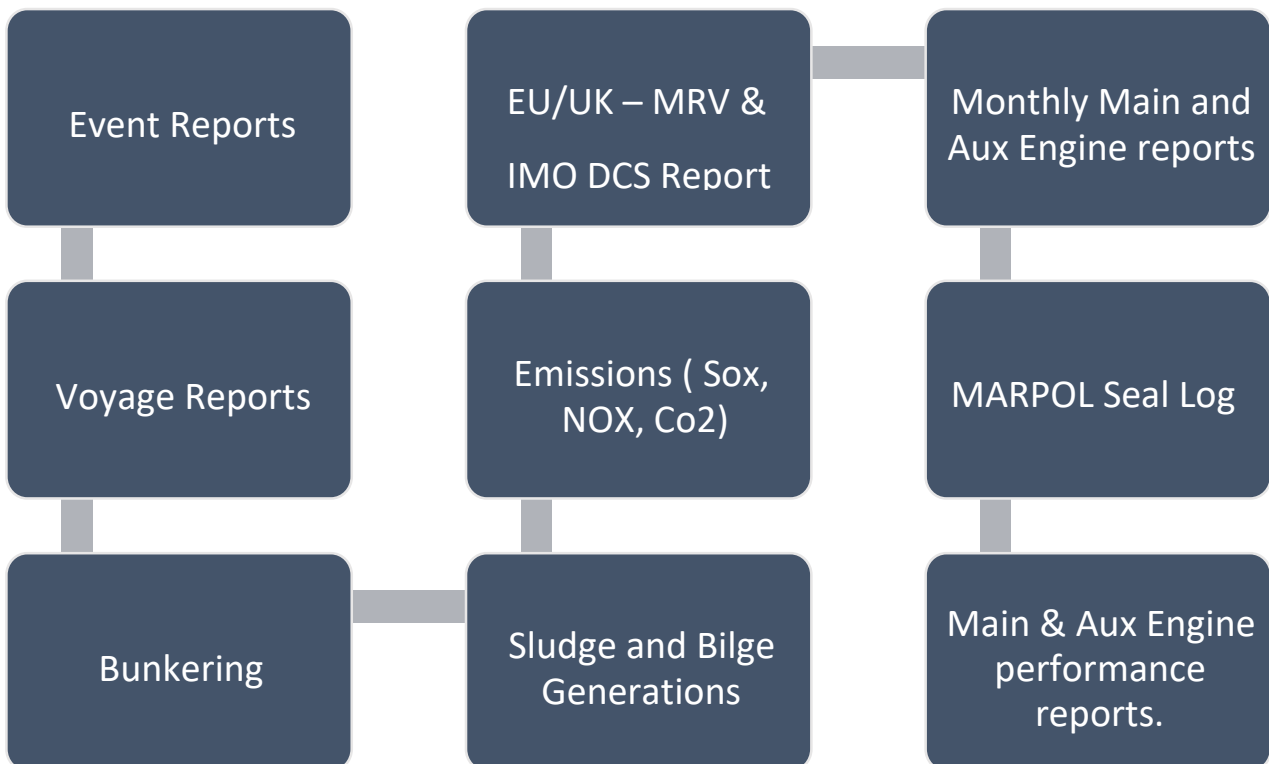 Event Reports
Voyage Reports
Bunkering
Sludge and Bilge
Generations
Emissions ( Sox,
NOX, Co2)
EU/UK – MRV &
IMO DCS Report
Monthly Main and
Aux Engine reports
MARPOL Seal Log
Main & Aux Engine
performance
reports.